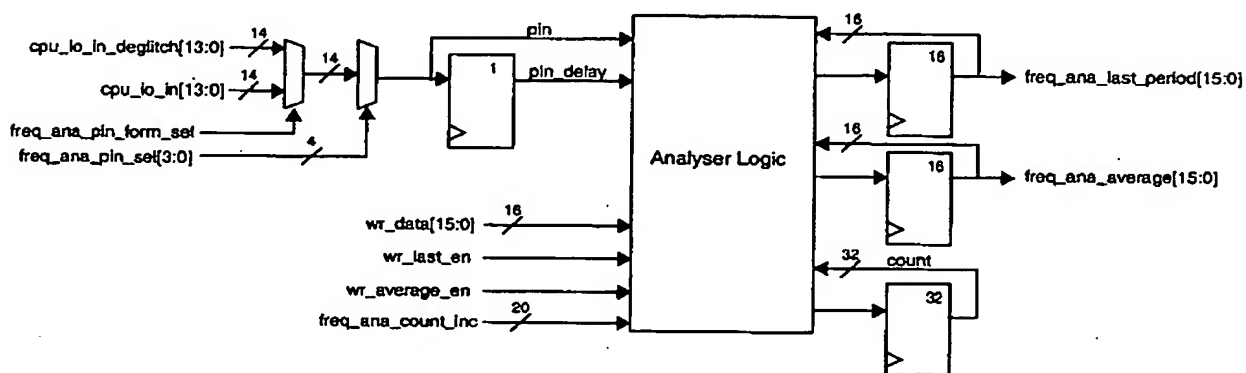 cpu_io_in_deglitch[13:0]
14
cpu_io_in[13:0]
14
14
freq_ana_pin_form_sel
freq_ana_pin_sel[3:0]
4
pin
1
pin_delay
wr_data[15:0]
16
wr_last_en
wr_average_en
freq_ana_count_inc
20
Analyser Logic
16
16
freq_ana_last_period[15:0]
16
16
freq_ana_average[15:0]
32
count
32